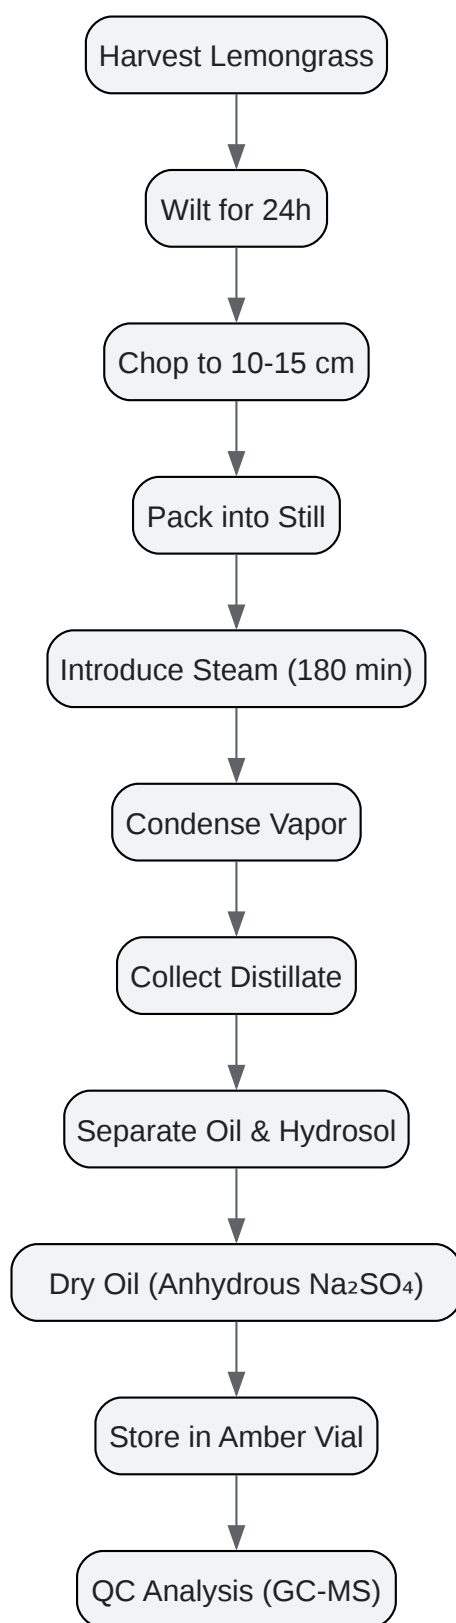 Harvest Lemongrass
Wilt for 24h
Chop to 10-15 cm
Pack into Still
Introduce Steam (180 min)
Condense Vapor
Collect Distillate
Separate Oil & Hydrosol
Dry Oil (Anhydrous Na₂SO₄)
Store in Amber Vial
QC Analysis (GC-MS)